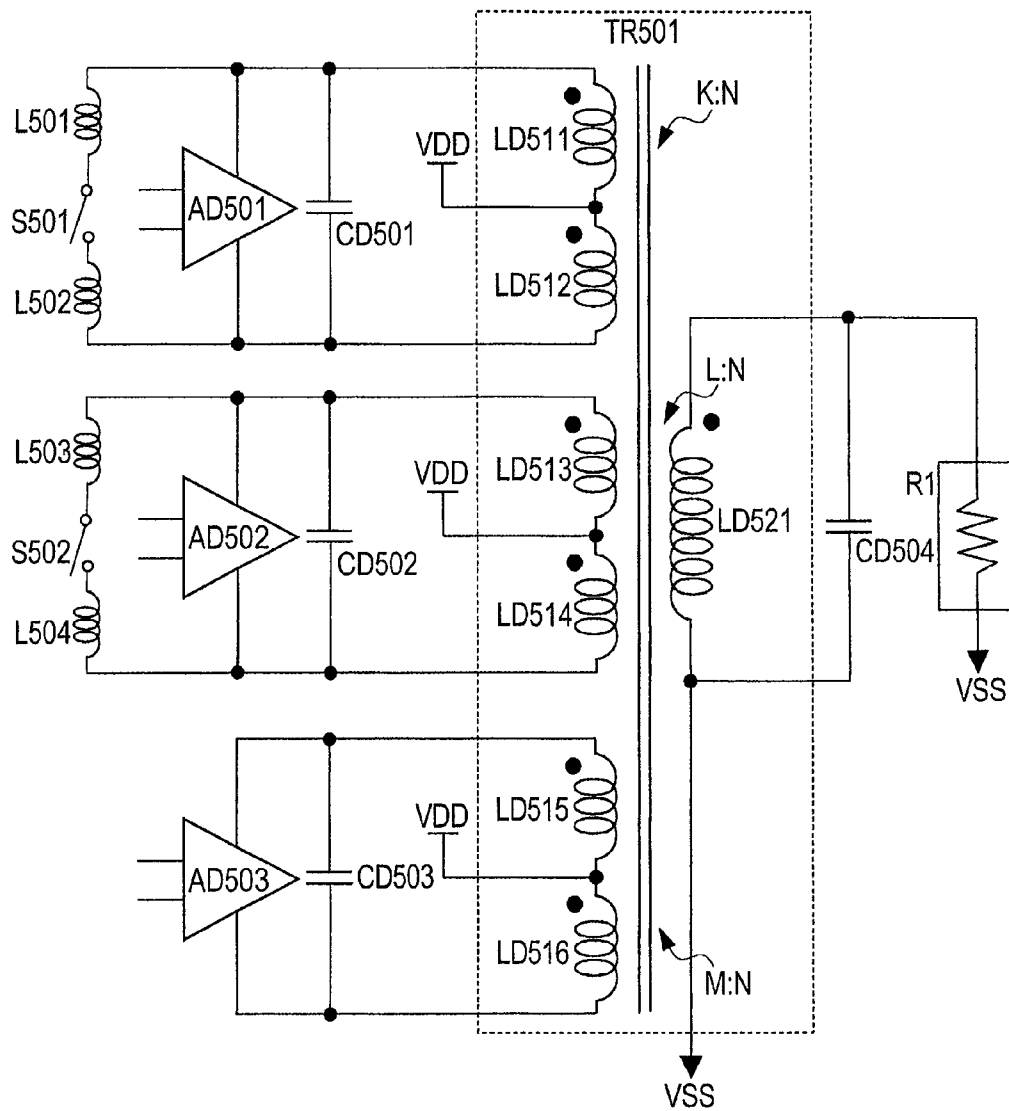 TR501
K:N
L501
VDD
LD511
S501
AD501
CD501
L502
LD512
L:N
L503
VDD
LD513
R1
S502
AD502
CD502
LD521
CD504
L504
LD514
VSS
VDD
LD515
AD503
CD503
LD516
M:N
VSS